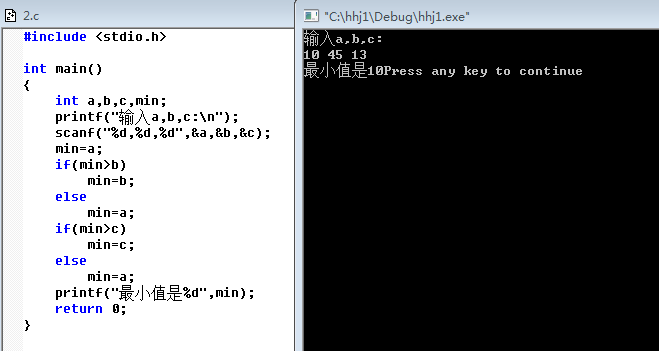 2.c
#include <stdio.h>
int main()
{
int a,b,c,min;
printf("输入a,b,c:\n");
scanf("%d,%d,%d",&a,&b,&c);
min=a;
if(min>b)
min=b;
else
min=a;
if(min>c)
min=c;
else
min=a;
printf("最小值是%d",min);
return 0;
}
"C:\hhj1\Debug\hhj1.exe"
输入a,b,c:
10 45 13
最小值是10Press any key to continue